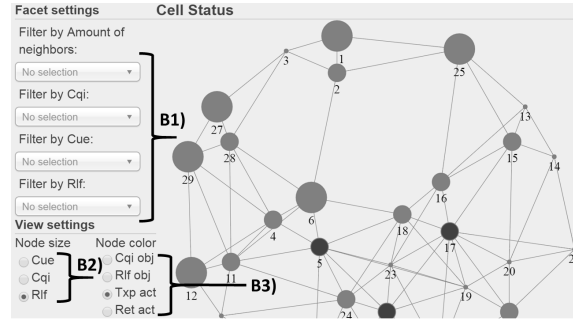 Facet settings
Cell Status
Filter by Amount of
neighbors:
No selection
Filter by Cqi:
No selection
Filter by Cue:
No selection
Filter by Rlf:
No selection
B1)
View settings
Node size
Node color
Cue
Cqi
Rlf
B2)
Cqi obj
Rlf obj
Txp act
Ret act
B3)
1
3
2
25
27
13
28
15
29
14
16
6
18
4
17
5
12
11
23
20
19
24